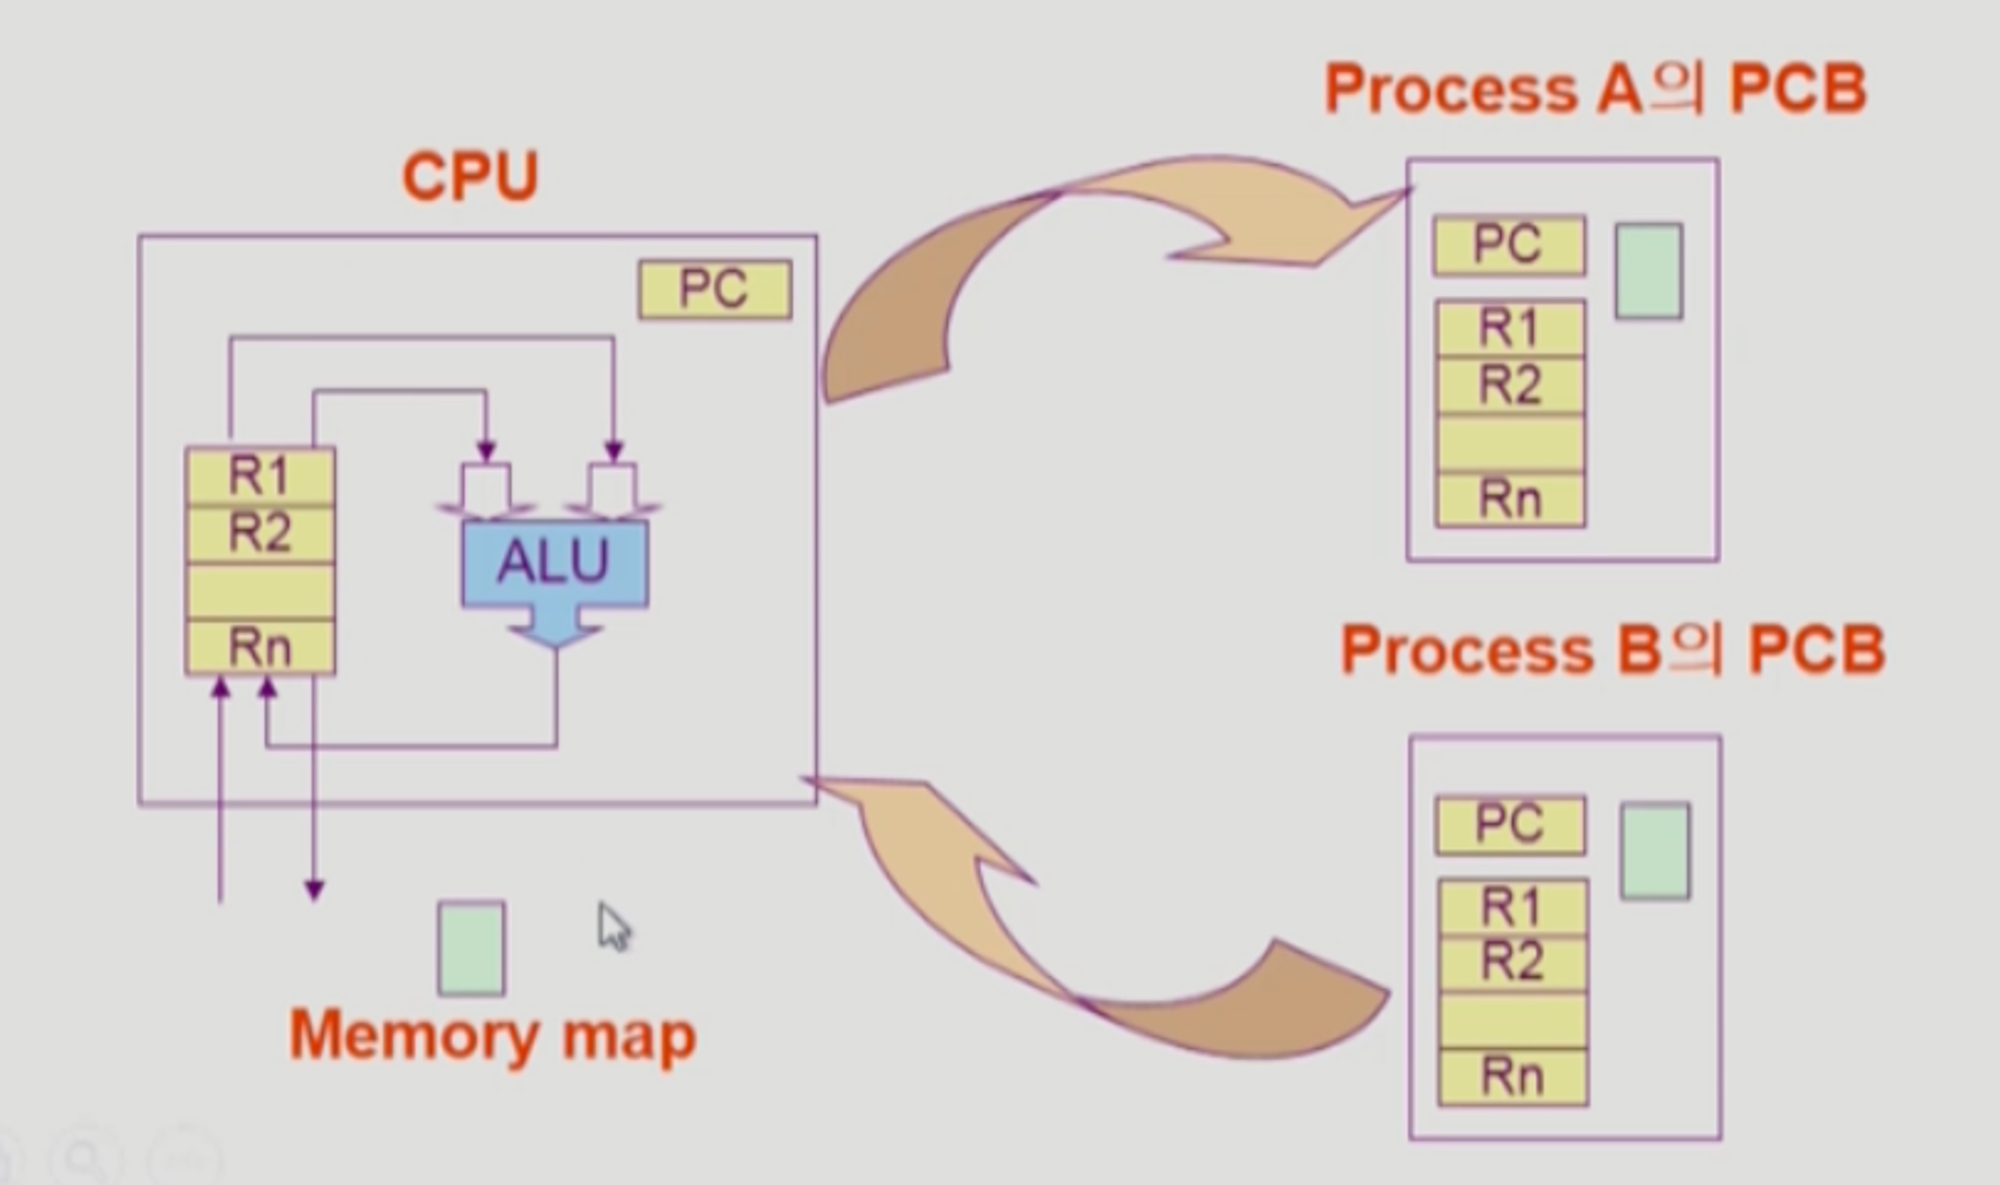 CPU
PC
R1
R2
Rn
ALU
Memory map
Process A의 PCB
PC
R1
R2
Rn
Process B의 PCB
PC
R1
R2
Rn